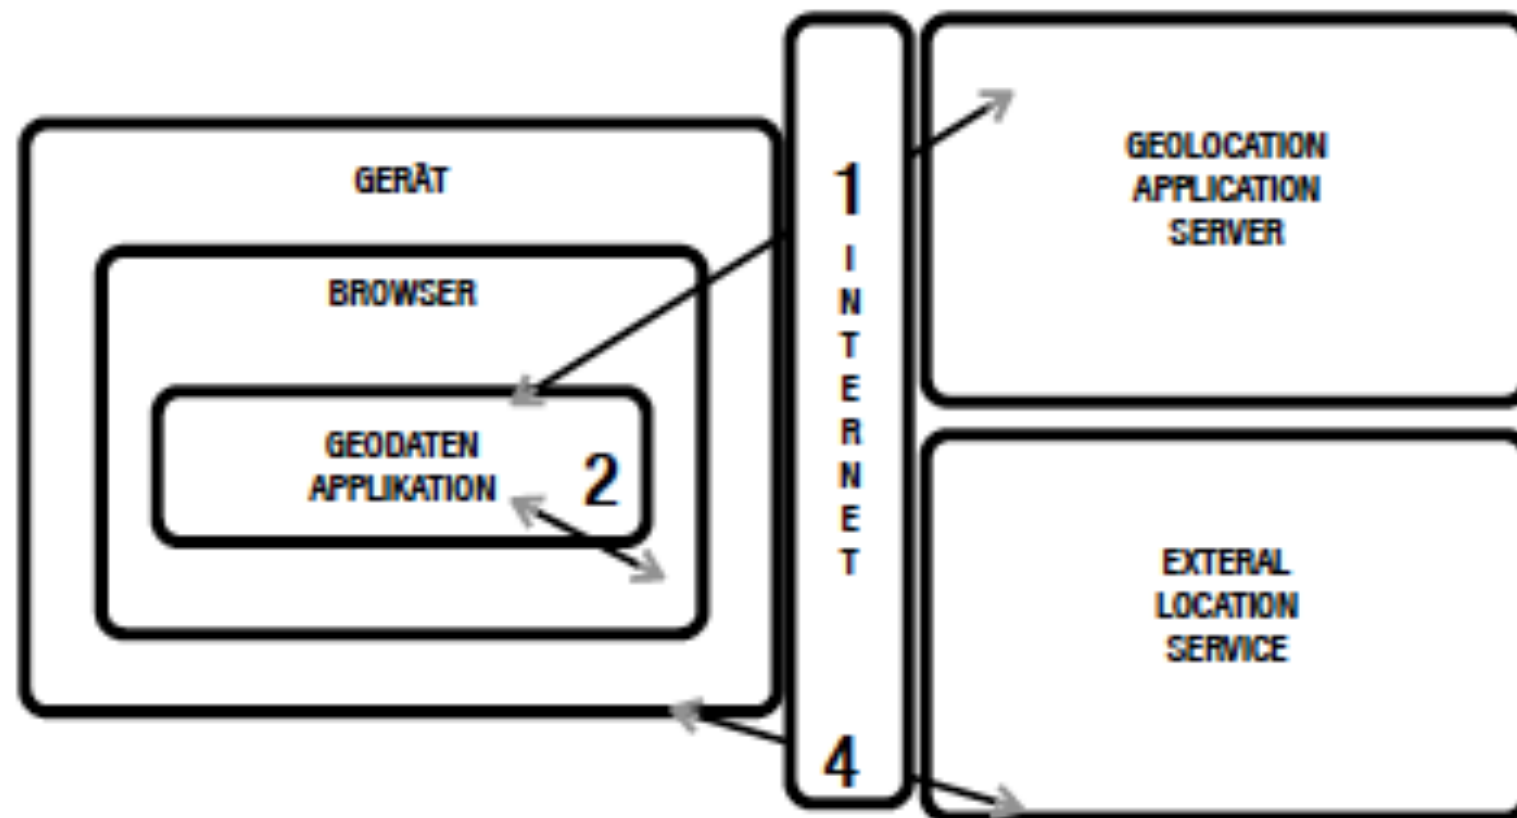 GERÄT
BROWSER
GEODATEN
APPLIKATION
2
1
I
N
T
E
R
N
E
T
4
GEOLOCATION
APPLICATION
SERVER
EXTERAL
LOCATION
SERVICE